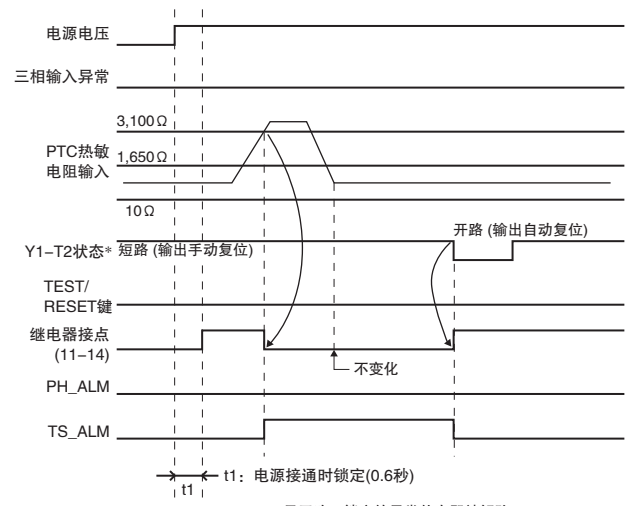 电源电压
三相输入异常
3,100Ω
PTC热敏
电阻输入
1,650Ω
10Ω
开路 (输出自动复位)
Y1-T2状态* 短路 (输出手动复位)
TEST/
RESET键
继电器接点
(11-14)
不变化
PH_ALM
TS_ALM
t1
t1：电源接通时锁定(0.6秒)